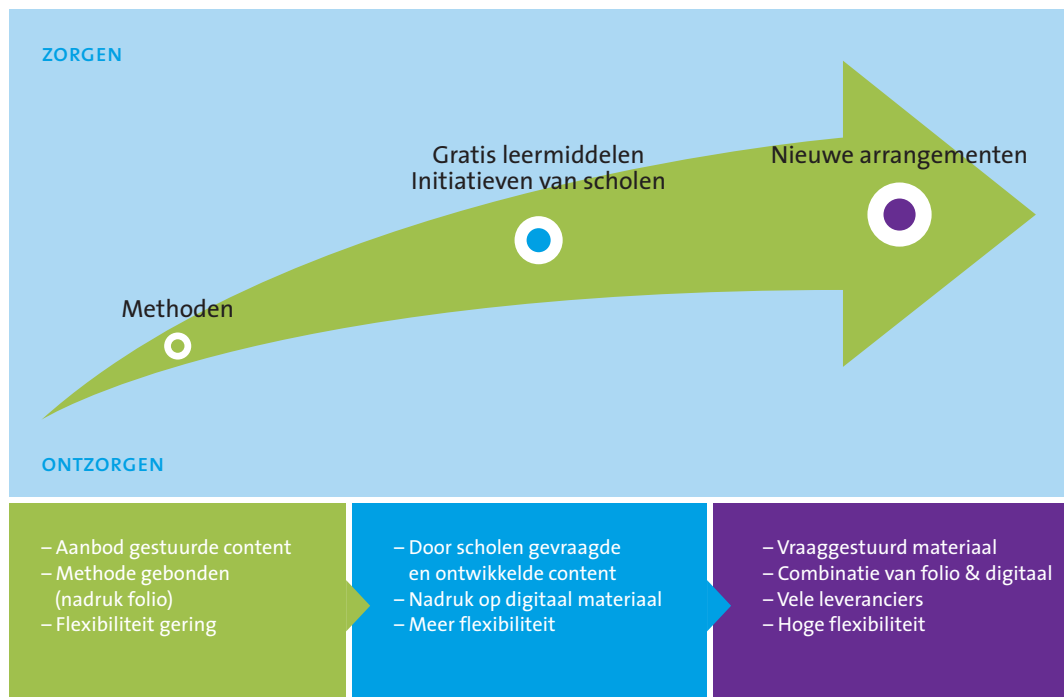 ZORGEN
Gratis leermiddelen
Initiatieven van scholen
Nieuwe arrangementen
Methoden
ONTZORGEN
– Aanbod gestuurde content
– Methode gebonden
(nadruk folio)
– Flexibiliteit gering
– Door scholen gevraagde
en ontwikkelde content
– Nadruk op digitaal materiaal
– Meer flexibiliteit
– Vraaggestuurd materiaal
– Combinatie van folio & digitaal
– Vele leveranciers
– Hoge flexibiliteit